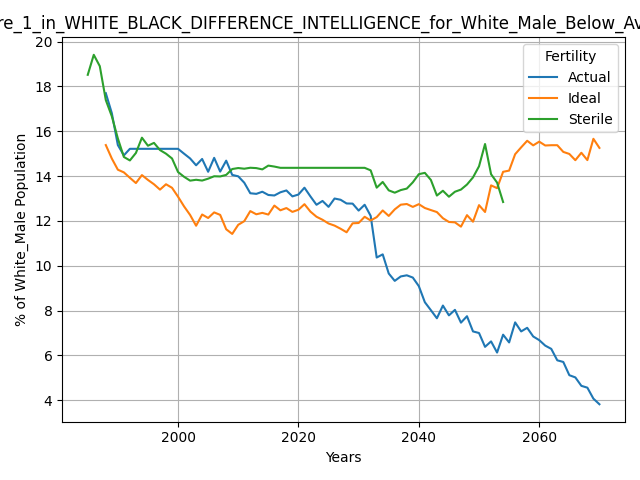 re_1_in_WHITE_BLACK_DIFFERENCE_INTELLIGENCE_for_White_Male_Below_Av
20
18
16
14
12
10
8
6
4
% of White_Male Population
2000
2020
2040
2060
Years
Fertility
Actual
Ideal
Sterile